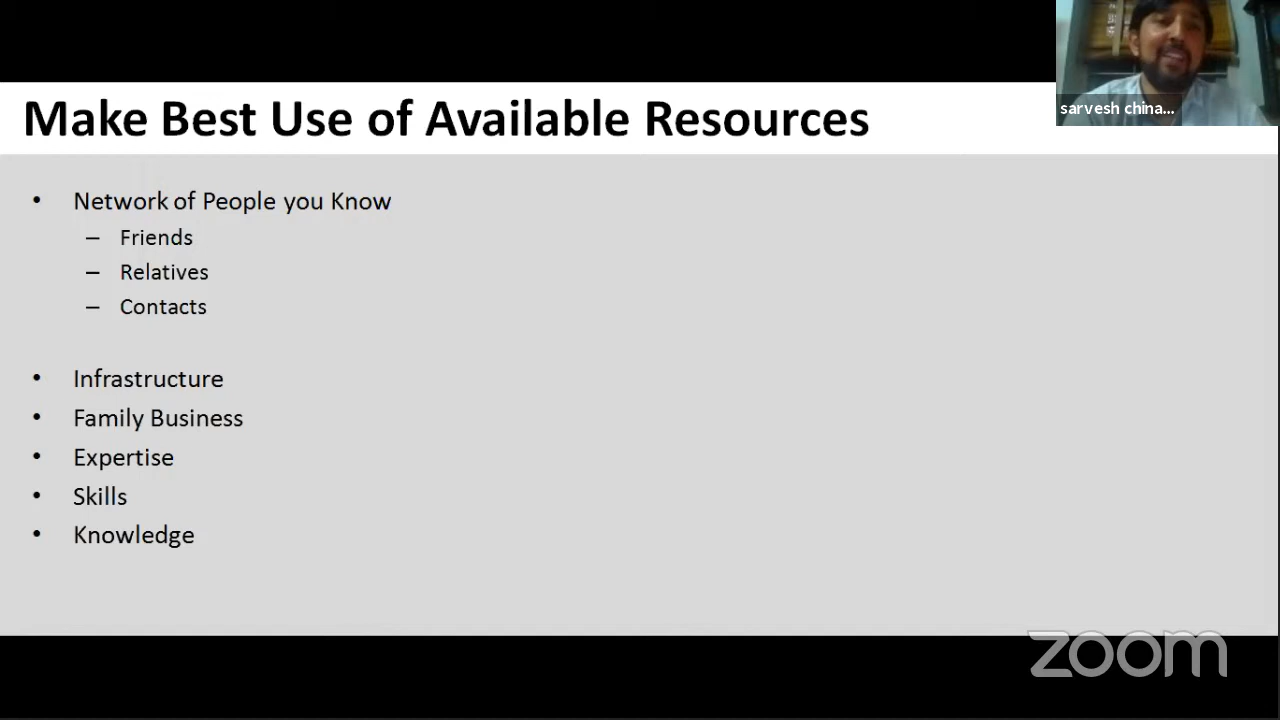 Make Best Use of Available Resources
sarvesh china...
• Network of People you Know
– Friends
– Relatives
– Contacts
• Infrastructure
• Family Business
• Expertise
• Skills
• Knowledge
zoom